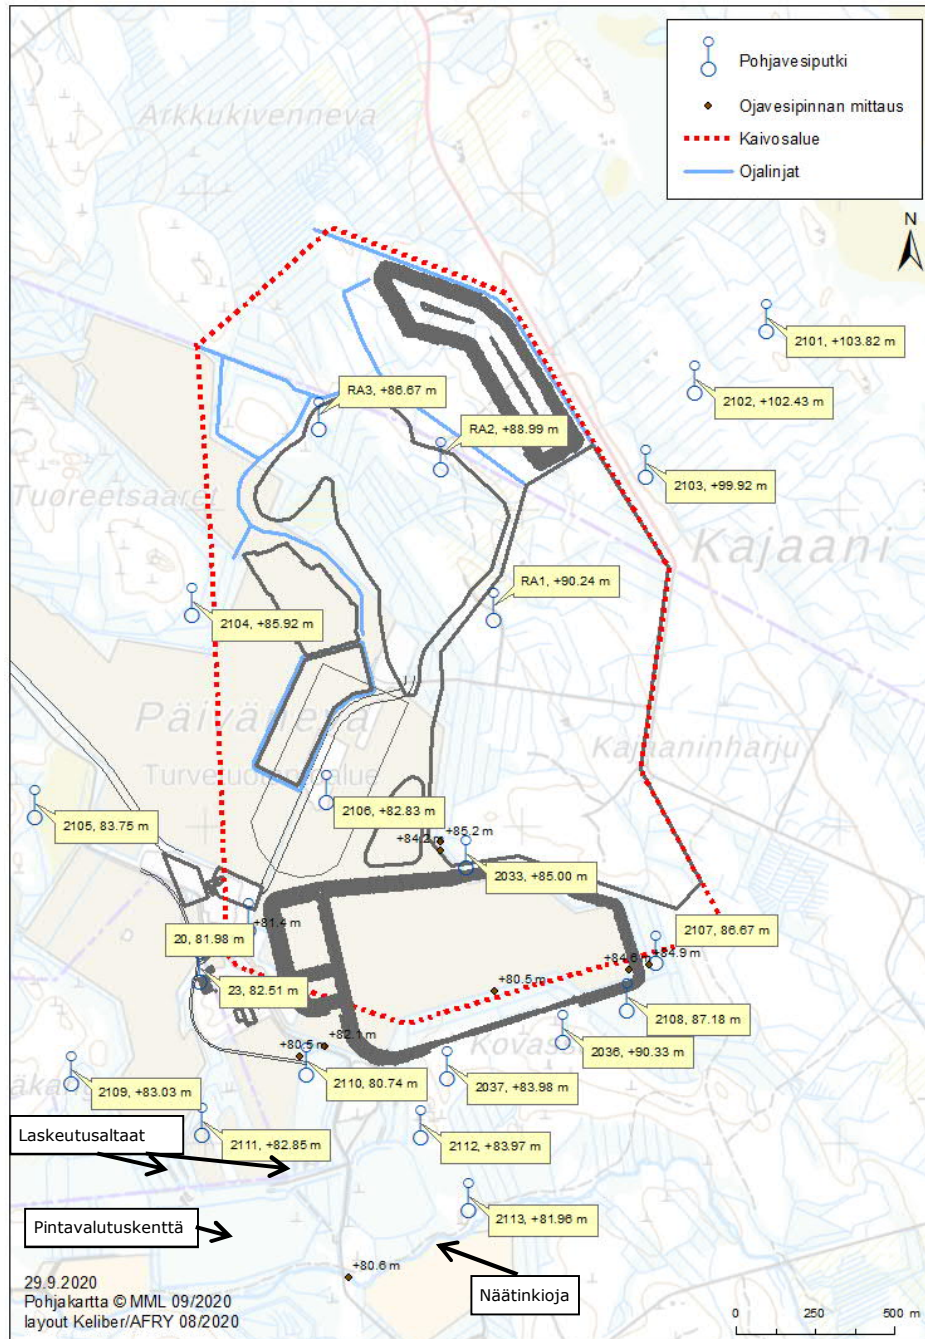 Pohjavesiputki
Ojavesipinnan mittaus
Kaivosalue
Ojalinjat
N
Arkkukivenneva
2101, +103.82 m
2102, +102.43 m
RA3, +86.67 m
RA2, +88.99 m
2103, +99.92 m
Tuoreetsaaret
Kajaani
RA1, +90.24 m
2104, +85.92 m
Päiväneva
Turvetuotantoalue
2106, +82.83 m
2105, 83.75 m
+85.2 m
+84.2 m
2033, +85.00 m
+81.4 m
2107, 86.67 m
20, 81.98 m
+84.9 m
+84.6 m
23, 82.51 m
+80.5 m
2108, 87.18 m
+82.1 m
2036, +90.33 m
+80.5 m
2110, 80.74 m
2037, +83.98 m
2109, +83.03 m
Laskeutusaltaat
2111, +82.85 m
2112, +83.97 m
Pintavalutuskenttä
2113, +81.96 m
+80.6 m
Näätinkioja
29.9.2020
Pohjakartta © MML 09/2020
layout Keliber/AFRY 08/2020
0 250 500 m